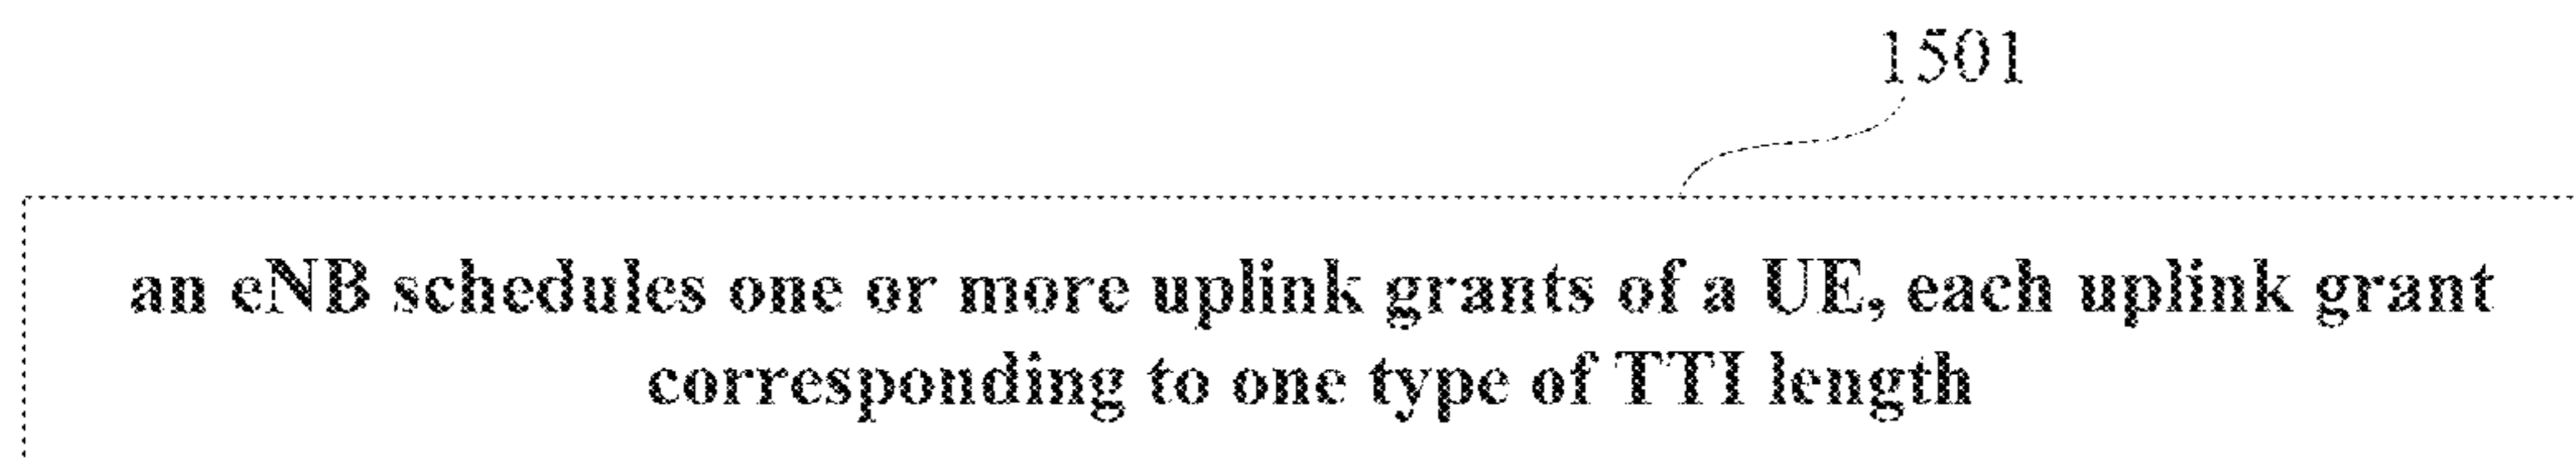 1501
an eNB schedules one or more uplink grants of a UE, each uplink grant
corresponding to one type of TTI length